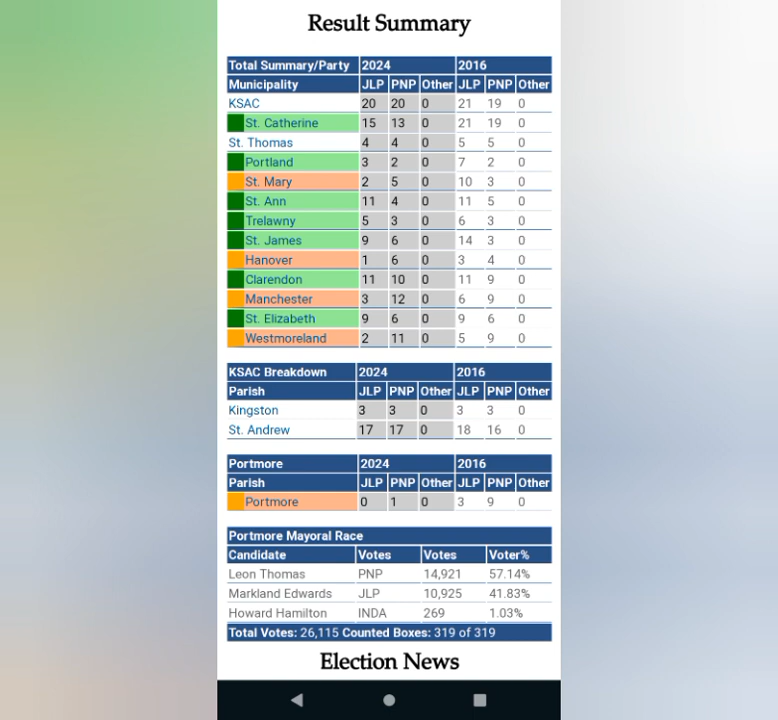 Result Summary
Total Summary/Party 2024 2016
Municipality JLP PNP Other JLP PNP Other
KSAC 20 20 0 21 19 0
St. Catherine 15 13 0 21 19 0
St. Thomas 4 4 0 5 5 0
Portland 3 2 0 7 2 0
St. Mary 2 5 0 10 3 0
St. Ann 11 4 0 11 5 0
Trelawny 5 3 0 6 3 0
St. James 9 6 0 14 3 0
Hanover 1 6 0 3 4 0
Clarendon 11 10 0 11 9 0
Manchester 3 12 0 6 9 0
St. Elizabeth 9 6 0 9 6 0
Westmoreland 2 11 0 5 9 0
KSAC Breakdown 2024 2016
Parish JLP PNP Other JLP PNP Other
Kingston 3 3 0 3 3 0
St. Andrew 17 17 0 18 16 0
Portmore 2024 2016
Parish JLP PNP Other JLP PNP Other
Portmore 0 1 0 3 9 0
Portmore Mayoral Race
Candidate Votes Votes Voter%
Leon Thomas PNP 14,921 57.14%
Markland Edwards JLP 10,925 41.83%
Howard Hamilton INDA 269 1.03%
Total Votes: 26,115 Counted Boxes: 319 of 319
Election News